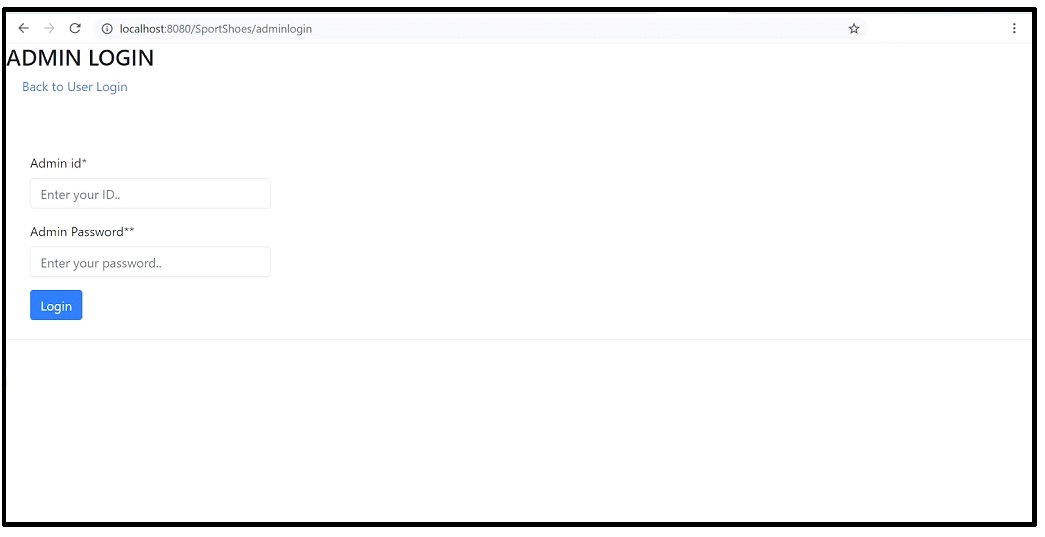 localhost:8080/SportShoes/adminlogin
ADMIN LOGIN
Back to User Login
Admin id*
Enter your ID..
Admin Password**
Enter your password..
Login